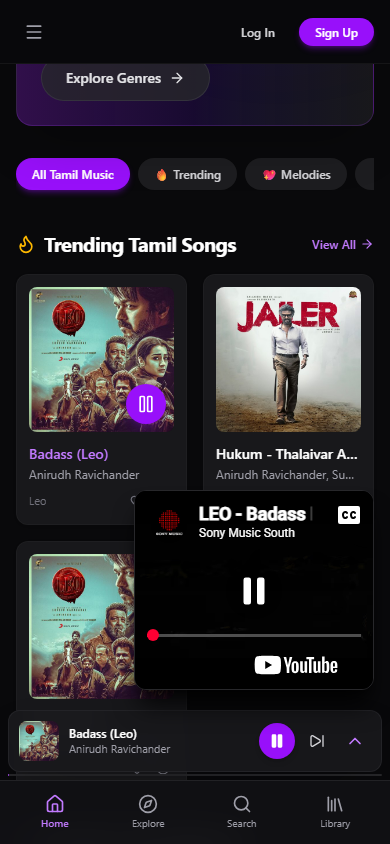 Log In
Sign Up
Explore Genres
All Tamil Music
🔥 Trending
💖 Melodies
Trending Tamil Songs
View All
LEO
JAILER
Badass (Leo)
Anirudh Ravichander
Leo
Hukum - Thalaivar A...
Anirudh Ravichander, Su...
SONY MUSIC
LEO - Badass
Sony Music South
CC
YouTube
Badass (Leo)
Anirudh Ravichander
Home
Explore
Search
Library